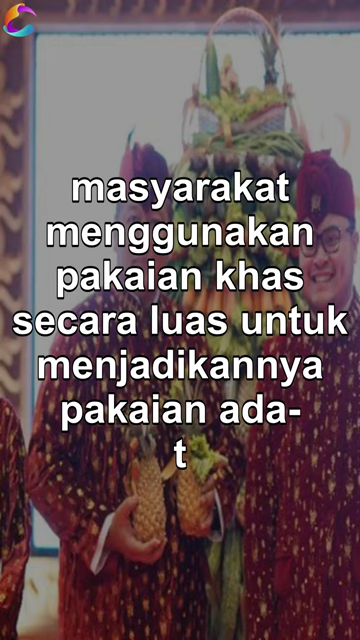 masyarakat
menggunakan
pakaian khas
secara luas untuk
menjadikannya
pakaian ada-
t